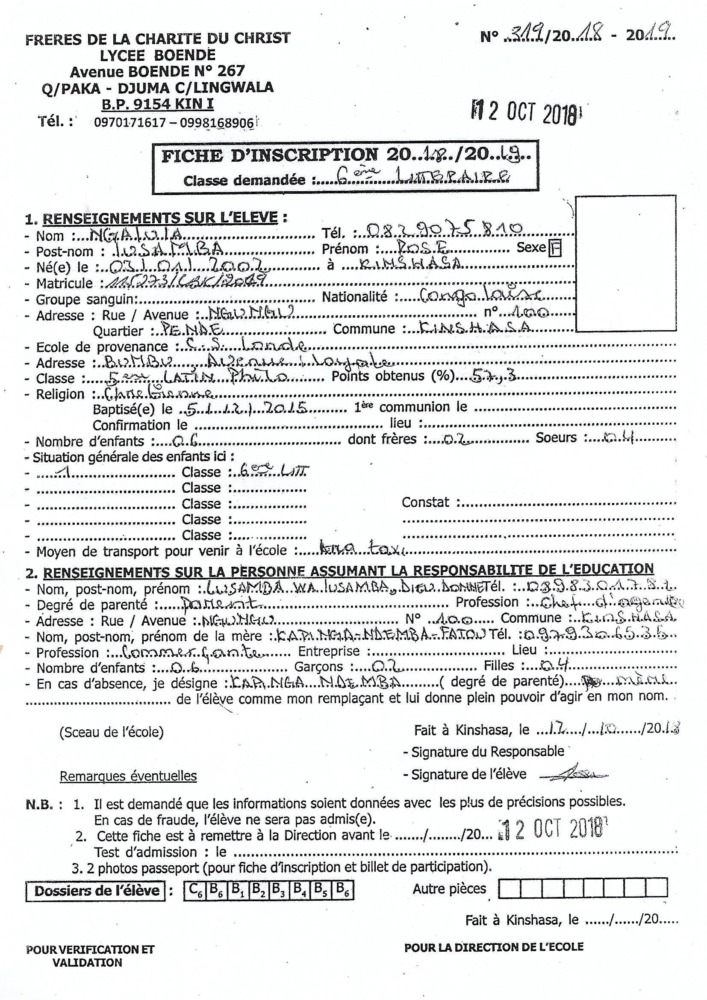 FRERES DE LA CHARITE DU CHRIST
N° 319/2018 - 2019
LYCEE BOENDE
Avenue BOENDE N° 267
Q/PAKA - DJUMA C/LINGWALA
B.P. 9154 KIN I
12 OCT 2018
Tél. : 0970171617 – 0998168906
FICHE D'INSCRIPTION 20..18../20..19..
Classe demandée : 6ème LITTERAIRE
1. RENSEIGNEMENTS SUR L'ELEVE :
- Nom : NGALULA Tél. : 0829075810
- Post-nom : LUSAMBA Prénom : ROSE Sexe F
- Né(e) le : 03/01/2002 à KINSHASA
- Matricule : 115273/CBK/2019
- Groupe sanguin: Nationalité : Congolaise
- Adresse : Rue / Avenue : NGUNGU n° 100
Quartier : PENDE Commune : KINSHASA
- Ecole de provenance : C.S. Londe
- Adresse : BUMBU, Avenue :
- Classe : 5ème LATIN Philo Points obtenus (%) 57,3
- Religion : Chretienne
Baptisé(e) le 5/12/2015 1ère communion le
Confirmation le lieu :
- Nombre d'enfants : 06 dont frères : 02 Soeurs : 04
- Situation générale des enfants ici :
- 1 Classe : 6eme LITT
- Classe :
- Classe : Constat :
- Classe :
- Classe :
- Moyen de transport pour venir à l'école : taxi
2. RENSEIGNEMENTS SUR LA PERSONNE ASSUMANT LA RESPONSABILITE DE L'EDUCATION
- Nom, post-nom, prénom : LUSAMBA WA LUSAMBA, DIEU DONNE Tél. : 0898301782
- Degré de parenté : parent Profession : Chef d'agence
- Adresse : Rue / Avenue : NGUNGU N° 100 Commune : KINSHASA
- Nom, post-nom, prénom de la mère : KAPINGA-NDEMBA-FATOU Tél. : 0979306536
- Profession : Commerçante Entreprise : Lieu :
- Nombre d'enfants : 06 Garçons : 02 Filles : 04
- En cas d'absence, je désigne : KAPINGA NDEMBA ( degré de parenté) mère
de l'élève comme mon remplaçant et lui donne plein pouvoir d'agir en mon nom.
(Sceau de l'école) Fait à Kinshasa, le 12/10/2018
- Signature du Responsable
Remarques éventuelles - Signature de l'élève
N.B. : 1. Il est demandé que les informations soient données avec les plus de précisions possibles.
En cas de fraude, l'élève ne sera pas admis(e).
2. Cette fiche est à remettre à la Direction avant le ......./......../20... 12 OCT 2018
Test d'admission : le
3. 2 photos passeport (pour fiche d'inscription et billet de participation).
Dossiers de l'élève : C6 B6 B1 B2 B3 B4 B5 B6 Autre pièces
Fait à Kinshasa, le ....../....../20.....
POUR VERIFICATION ET
VALIDATION
POUR LA DIRECTION DE L'ECOLE